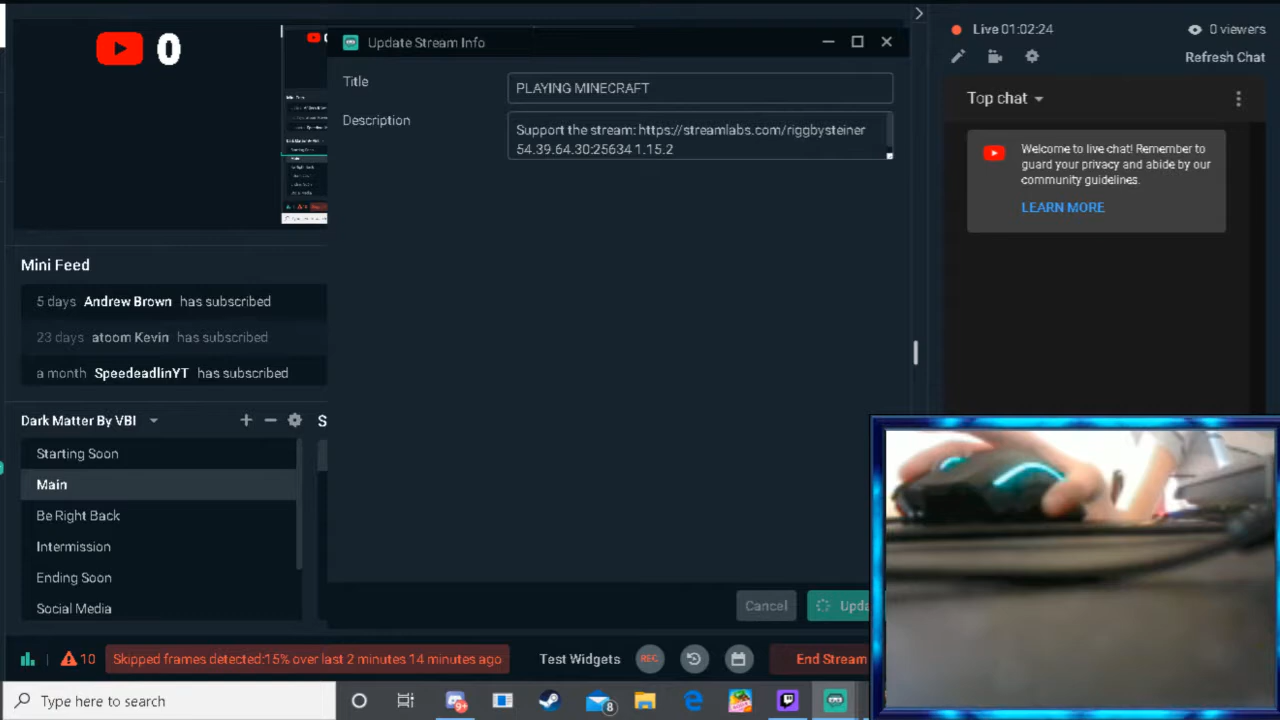 Live 01:02:24
0 viewers
0
Update Stream Info
Refresh Chat
Title
PLAYING MINECRAFT
Top chat
Description
Support the stream: https://streamlabs.com/riggbysteiner
54.39.64.30:25634 1.15.2
Welcome to live chat! Remember to
guard your privacy and abide by our
community guidelines.
LEARN MORE
Mini Feed
5 days Andrew Brown has subscribed
23 days atoom Kevin has subscribed
a month SpeedeadlinYT has subscribed
Dark Matter By VBI
S
Starting Soon
Main
Be Right Back
Intermission
Ending Soon
Social Media
Cancel
Upda
10
Skipped frames detected:15% over last 2 minutes 14 minutes ago
Test Widgets
REC
End Stream
Type here to search
8